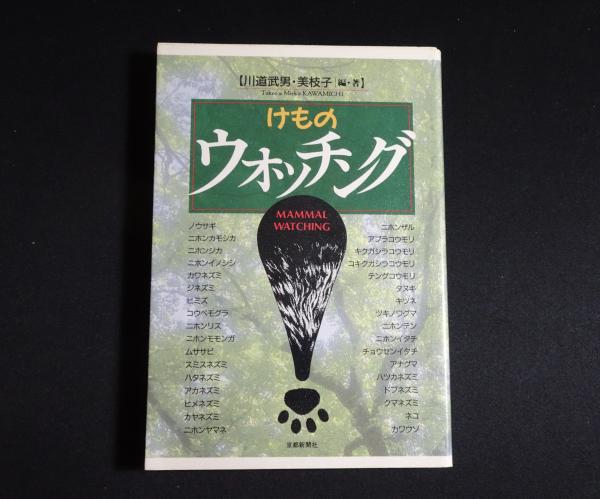 【川道武男・美枝子|編・著】
Takeo & Mieko KAWAMICHI
けもの
ウオッチング
MAMMAL
WATCHING
ノウサギ
ニホンカモシカ
ニホンジカ
ニホンイノシシ
カワネズミ
ジネズミ
ヒミズ
コウベモグラ
ニホンリス
ニホンモモンガ
ムササビ
スミスネズミ
ハタネズミ
アカネズミ
ヒメネズミ
カヤネズミ
ニホンヤマネ
ニホンザル
アブラコウモリ
キクガシラコウモリ
コキクガシラコウモリ
テングコウモリ
タヌキ
キツネ
ツキノワグマ
ニホンテン
ニホンイタチ
チョウセンイタチ
アナグマ
ハツカネズミ
ドブネズミ
クマネズミ
ネコ
カワウソ
京都新聞社